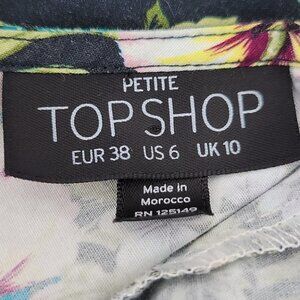 PETITE
TOPSHOP
EUR 38 US 6 UK 10
Made in
Morocco
RN 125149